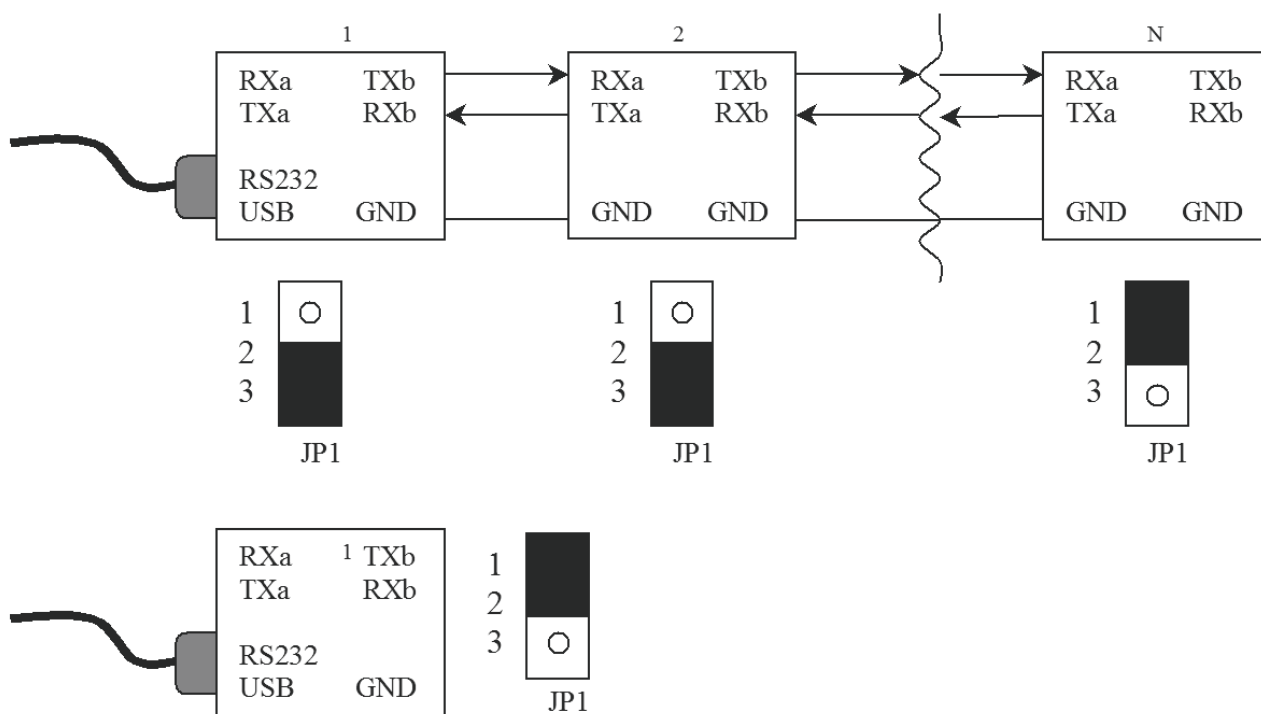 1 2 N
RXa TXb RXa TXb RXa TXb
TXa RXb TXa RXb TXa RXb
RS232
USB GND GND GND GND GND
1 1 1
2 2 2
3 3 3
JP1 JP1 JP1
RXa 1 TXb
TXa RXb
RS232
USB GND
1
2
3
JP1